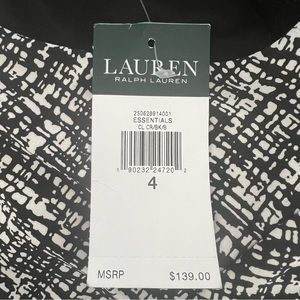 LAUREN
RALPH LAUREN
250628914001
ESSENTIALS
CL CR/BK/B
1 90232 24720 2
4
MSRP $139.00